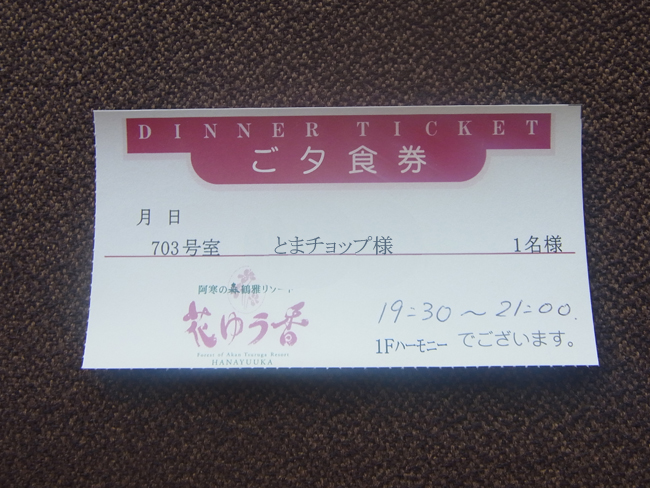 DINNER TICKET
ご夕食券
月 日
703号室 とまチョップ様 1名様
阿寒の森鶴雅リゾート
花ゆう香
Forest of Akan Tsuruga Resort
HANAYUUKA
19:30～21:00.
1Fハーモニー でございます。